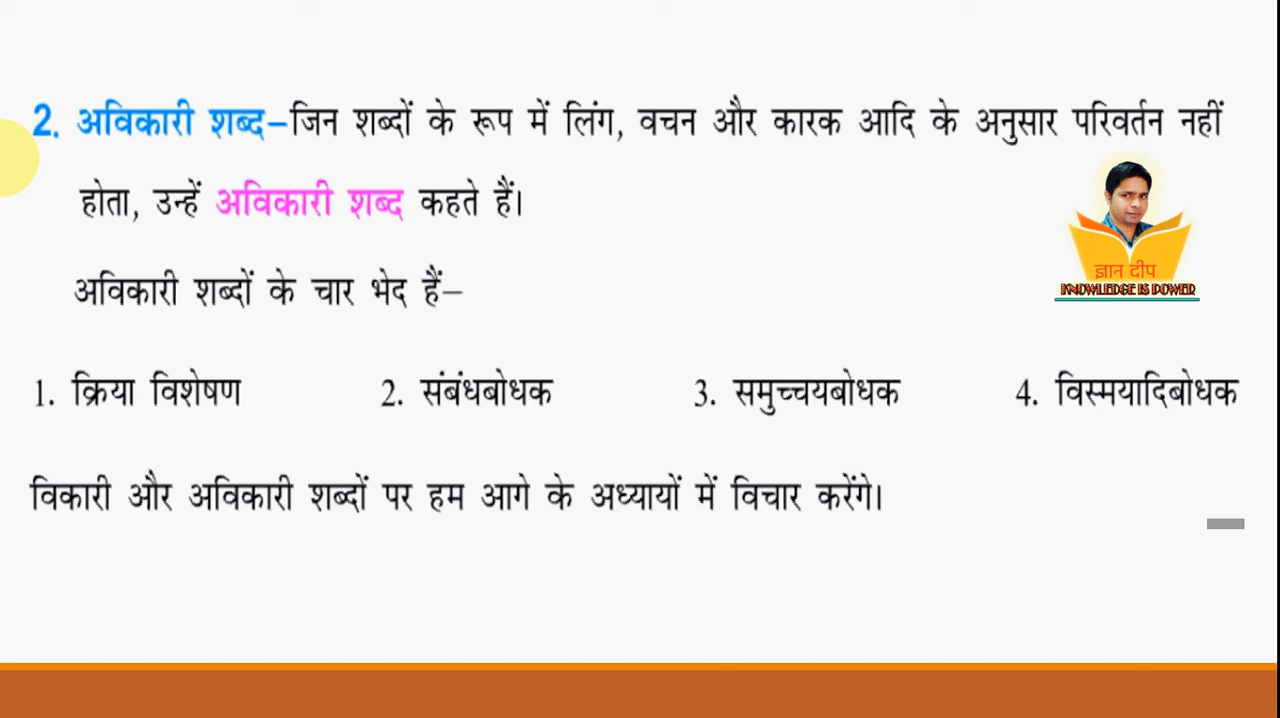 2. अविकारी शब्द–जिन शब्दों के रूप में लिंग, वचन और कारक आदि के अनुसार परिवर्तन नहीं
होता, उन्हें अविकारी शब्द कहते हैं।
ज्ञान दीप
KNOWLEDGE IS POWER
अविकारी शब्दों के चार भेद हैं–
1. क्रिया विशेषण 2. संबंधबोधक 3. समुच्चयबोधक 4. विस्मयादिबोधक
विकारी और अविकारी शब्दों पर हम आगे के अध्यायों में विचार करेंगे।